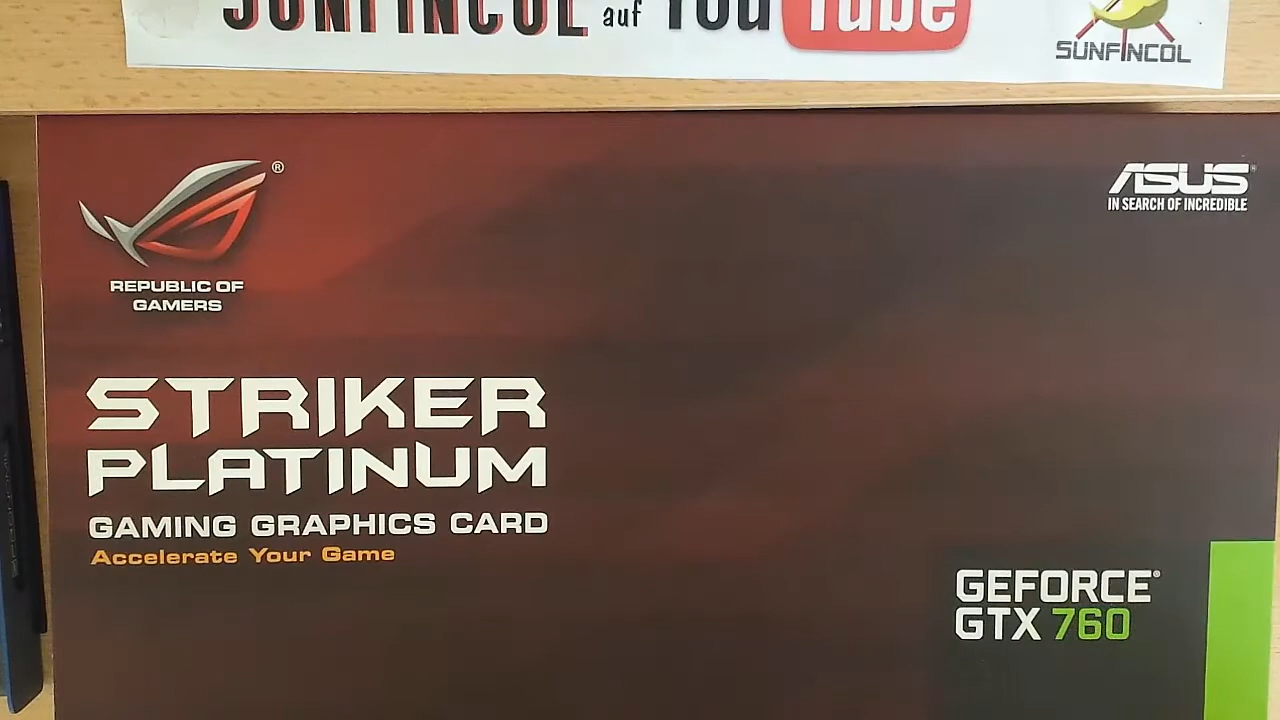 SUNFINCOL auf YouTube
SUNFINCOL
ASUS
IN SEARCH OF INCREDIBLE
REPUBLIC OF
GAMERS
STRIKER
PLATINUM
GAMING GRAPHICS CARD
Accelerate Your Game
GEFORCE®
GTX 760